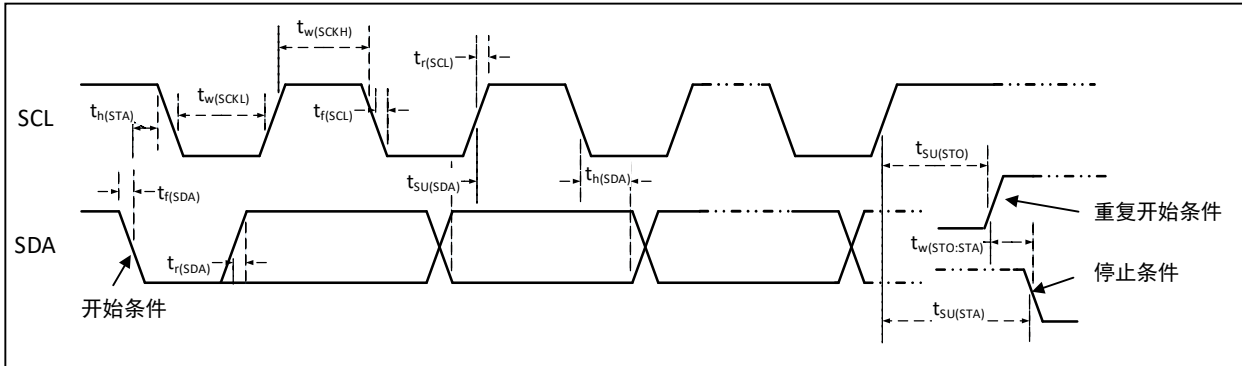 tw(SCKH)
tr(SCL)
SCL
th(STA)
tw(SCKL)
tf(SCL)
tSU(STO)
tSU(SDA)
th(SDA)
tf(SDA)
重复开始条件
SDA
tw(STO:STA)
tr(SDA)
停止条件
开始条件
tSU(STA)